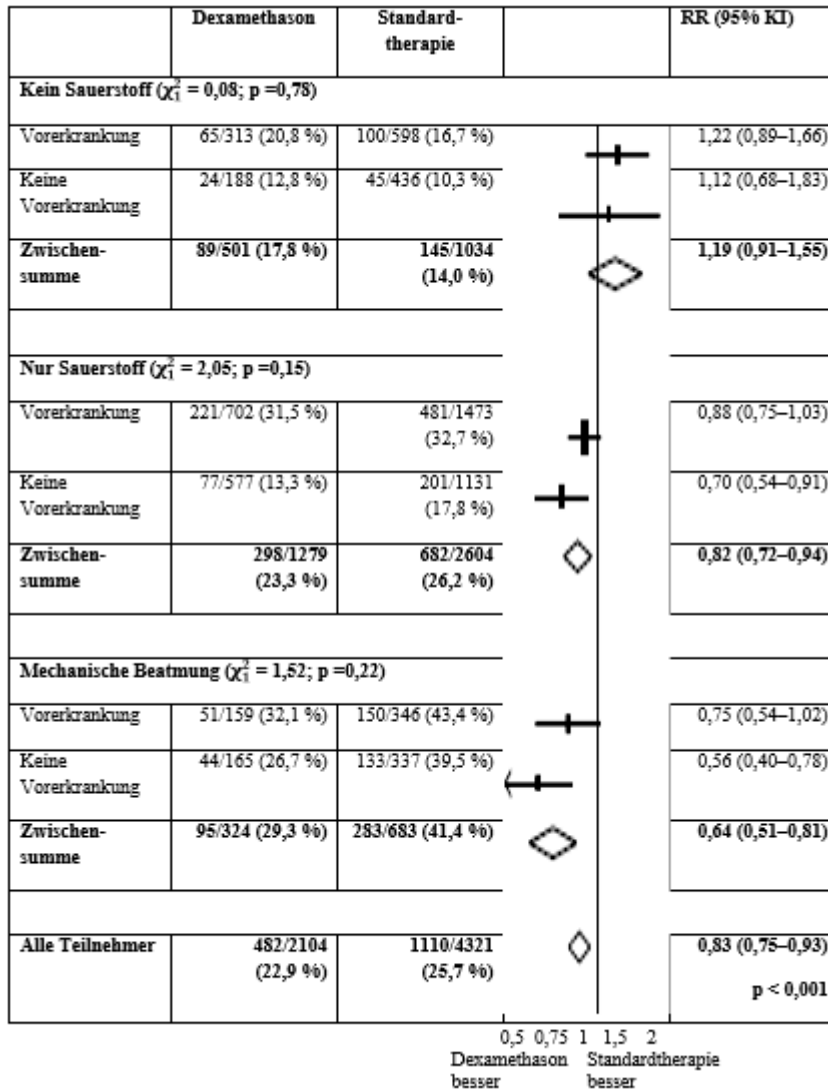 Dexamethason Standard- RR (95% KI)
therapie
Kein Sauerstoff (χ₁² = 0,08; p =0,78)
Vorerkrankung 65/313 (20,8 %) 100/598 (16,7 %) 1,22 (0,89–1,66)
Keine 24/188 (12,8 %) 45/436 (10,3 %) 1,12 (0,68–1,83)
Vorerkrankung
Zwischen- 89/501 (17,8 %) 145/1034 1,19 (0,91–1,55)
summe (14,0 %)
Nur Sauerstoff (χ₁² = 2,05; p =0,15)
Vorerkrankung 221/702 (31,5 %) 481/1473 0,88 (0,75–1,03)
(32,7 %)
Keine 77/577 (13,3 %) 201/1131 0,70 (0,54–0,91)
Vorerkrankung (17,8 %)
Zwischen- 298/1279 682/2604 0,82 (0,72–0,94)
summe (23,3 %) (26,2 %)
Mechanische Beatmung (χ₁² = 1,52; p =0,22)
Vorerkrankung 51/159 (32,1 %) 150/346 (43,4 %) 0,75 (0,54–1,02)
Keine 44/165 (26,7 %) 133/337 (39,5 %) 0,56 (0,40–0,78)
Vorerkrankung
Zwischen- 95/324 (29,3 %) 283/683 (41,4 %) 0,64 (0,51–0,81)
summe
Alle Teilnehmer 482/2104 1110/4321 0,83 (0,75–0,93)
(22,9 %) (25,7 %)
p < 0,001
0,5 0,75 1 1,5 2
Dexamethason Standardtherapie
besser besser